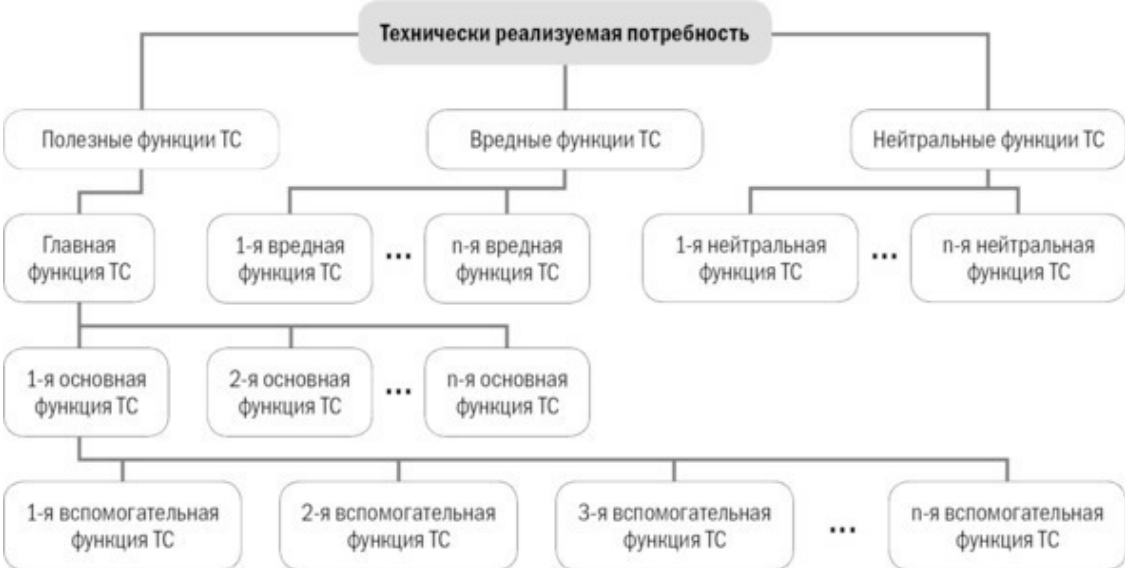 Технически реализуемая потребность
Полезные функции ТС
Вредные функции ТС
Нейтральные функции ТС
Главная
функция ТС
1-я вредная
функция ТС
...
n-я вредная
функция ТС
1-я нейтральная
функция ТС
...
n-я нейтральная
функция ТС
1-я основная
функция ТС
2-я основная
функция ТС
...
n-я основная
функция ТС
1-я вспомогательная
функция ТС
2-я вспомогательная
функция ТС
3-я вспомогательная
функция ТС
...
n-я вспомогательная
функция ТС